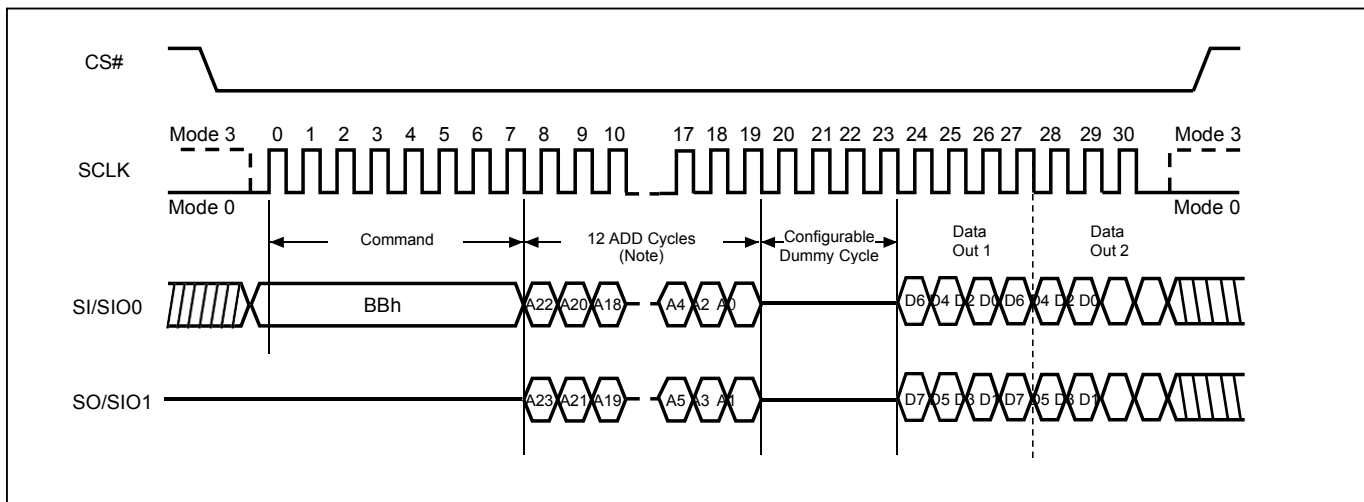 CS#
Mode 3 0 1 2 3 4 5 6 7 8 9 10 17 18 19 20 21 22 23 24 25 26 27 28 29 30 Mode 3
SCLK
Mode 0 Mode 0
Command 12 ADD Cycles (Note) Configurable Dummy Cycle Data Out 1 Data Out 2
SI/SIO0 BBh A22 A20 A18 A4 A2 A0 D6 D4 D2 D0 D6 D4 D2 D0
SO/SIO1 A23 A21 A19 A5 A3 A1 D7 D5 D3 D1 D7 D5 D3 D1